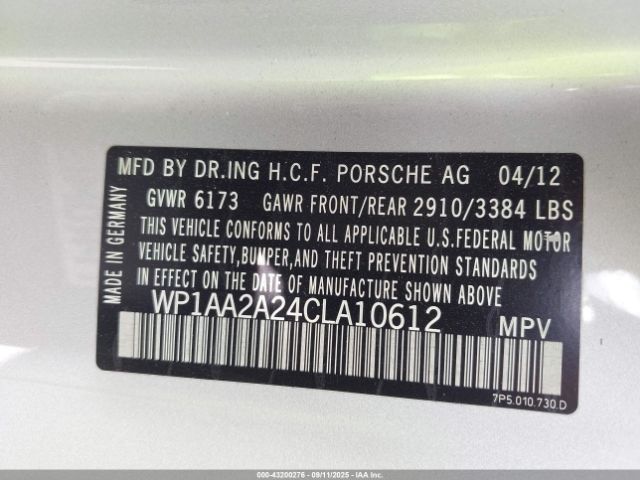 MFD BY DR.ING H.C.F. PORSCHE AG 04/12
GVWR 6173 GAWR FRONT/REAR 2910/3384 LBS
THIS VEHICLE CONFORMS TO ALL APPLICABLE U.S.FEDERAL MOTOR
VEHICLE SAFETY,BUMPER,AND THEFT PREVENTION STANDARDS
IN EFFECT ON THE DATE OF MANUFACTURE SHOWN ABOVE
WP1AA2A24CLA10612 MPV
MADE IN GERMANY
7P5.010.730.D
000-43200276 - 09/11/2025 - IAAI.COM